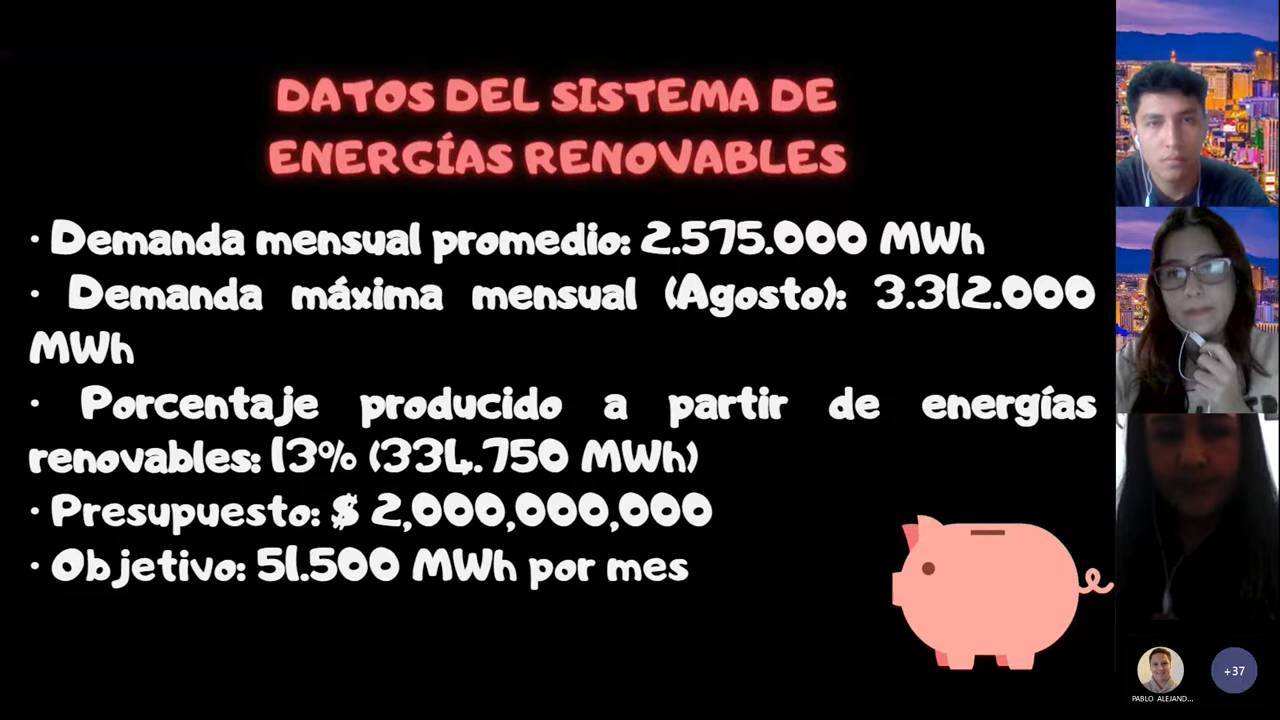 DATOS DEL SISTEMA DE
ENERGÍAS RENOVABLES
· Demanda mensual promedio: 2.575.000 MWh
· Demanda máxima mensual (Agosto): 3.312.000
MWh
· Porcentaje producido a partir de energías
renovables: 13% (334.750 MWh)
· Presupuesto: $ 2,000,000,000
· Objetivo: 51.500 MWh por mes
PABLO ALEJAND...
+37